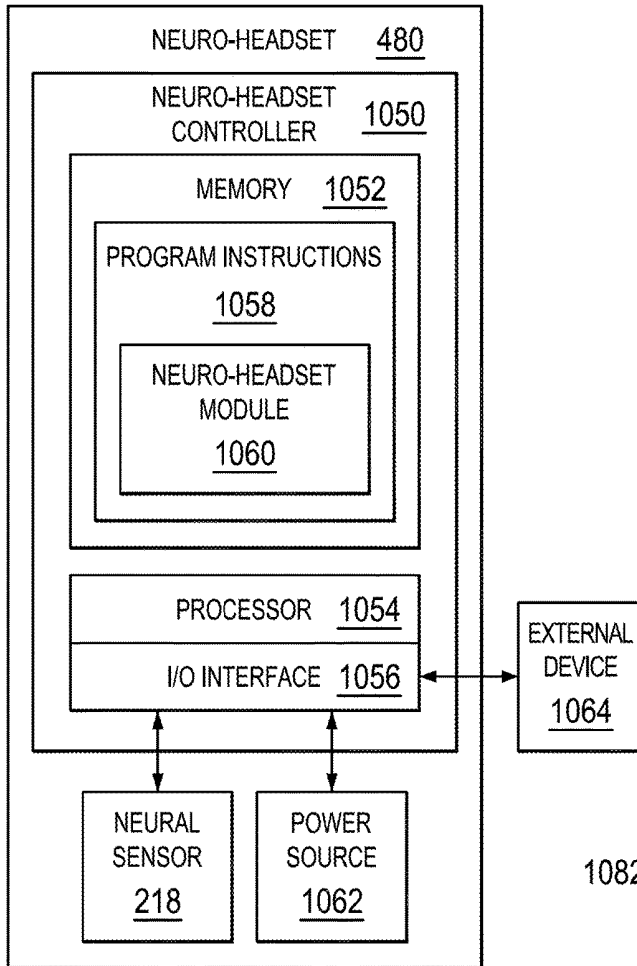 NEURO-HEADSET 480
NEURO-HEADSET
CONTROLLER 1050
MEMORY 1052
PROGRAM INSTRUCTIONS
1058
NEURO-HEADSET
MODULE
1060
PROCESSOR 1054
I/O INTERFACE 1056
EXTERNAL
DEVICE
1064
NEURAL
SENSOR
218
POWER
SOURCE
1062
1082